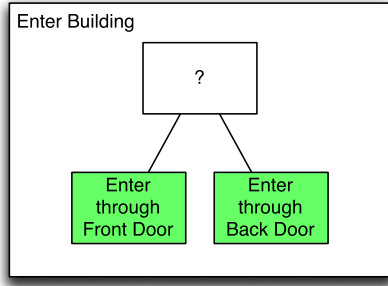 Enter Building
?
Enter
through
Front Door
Enter
through
Back Door